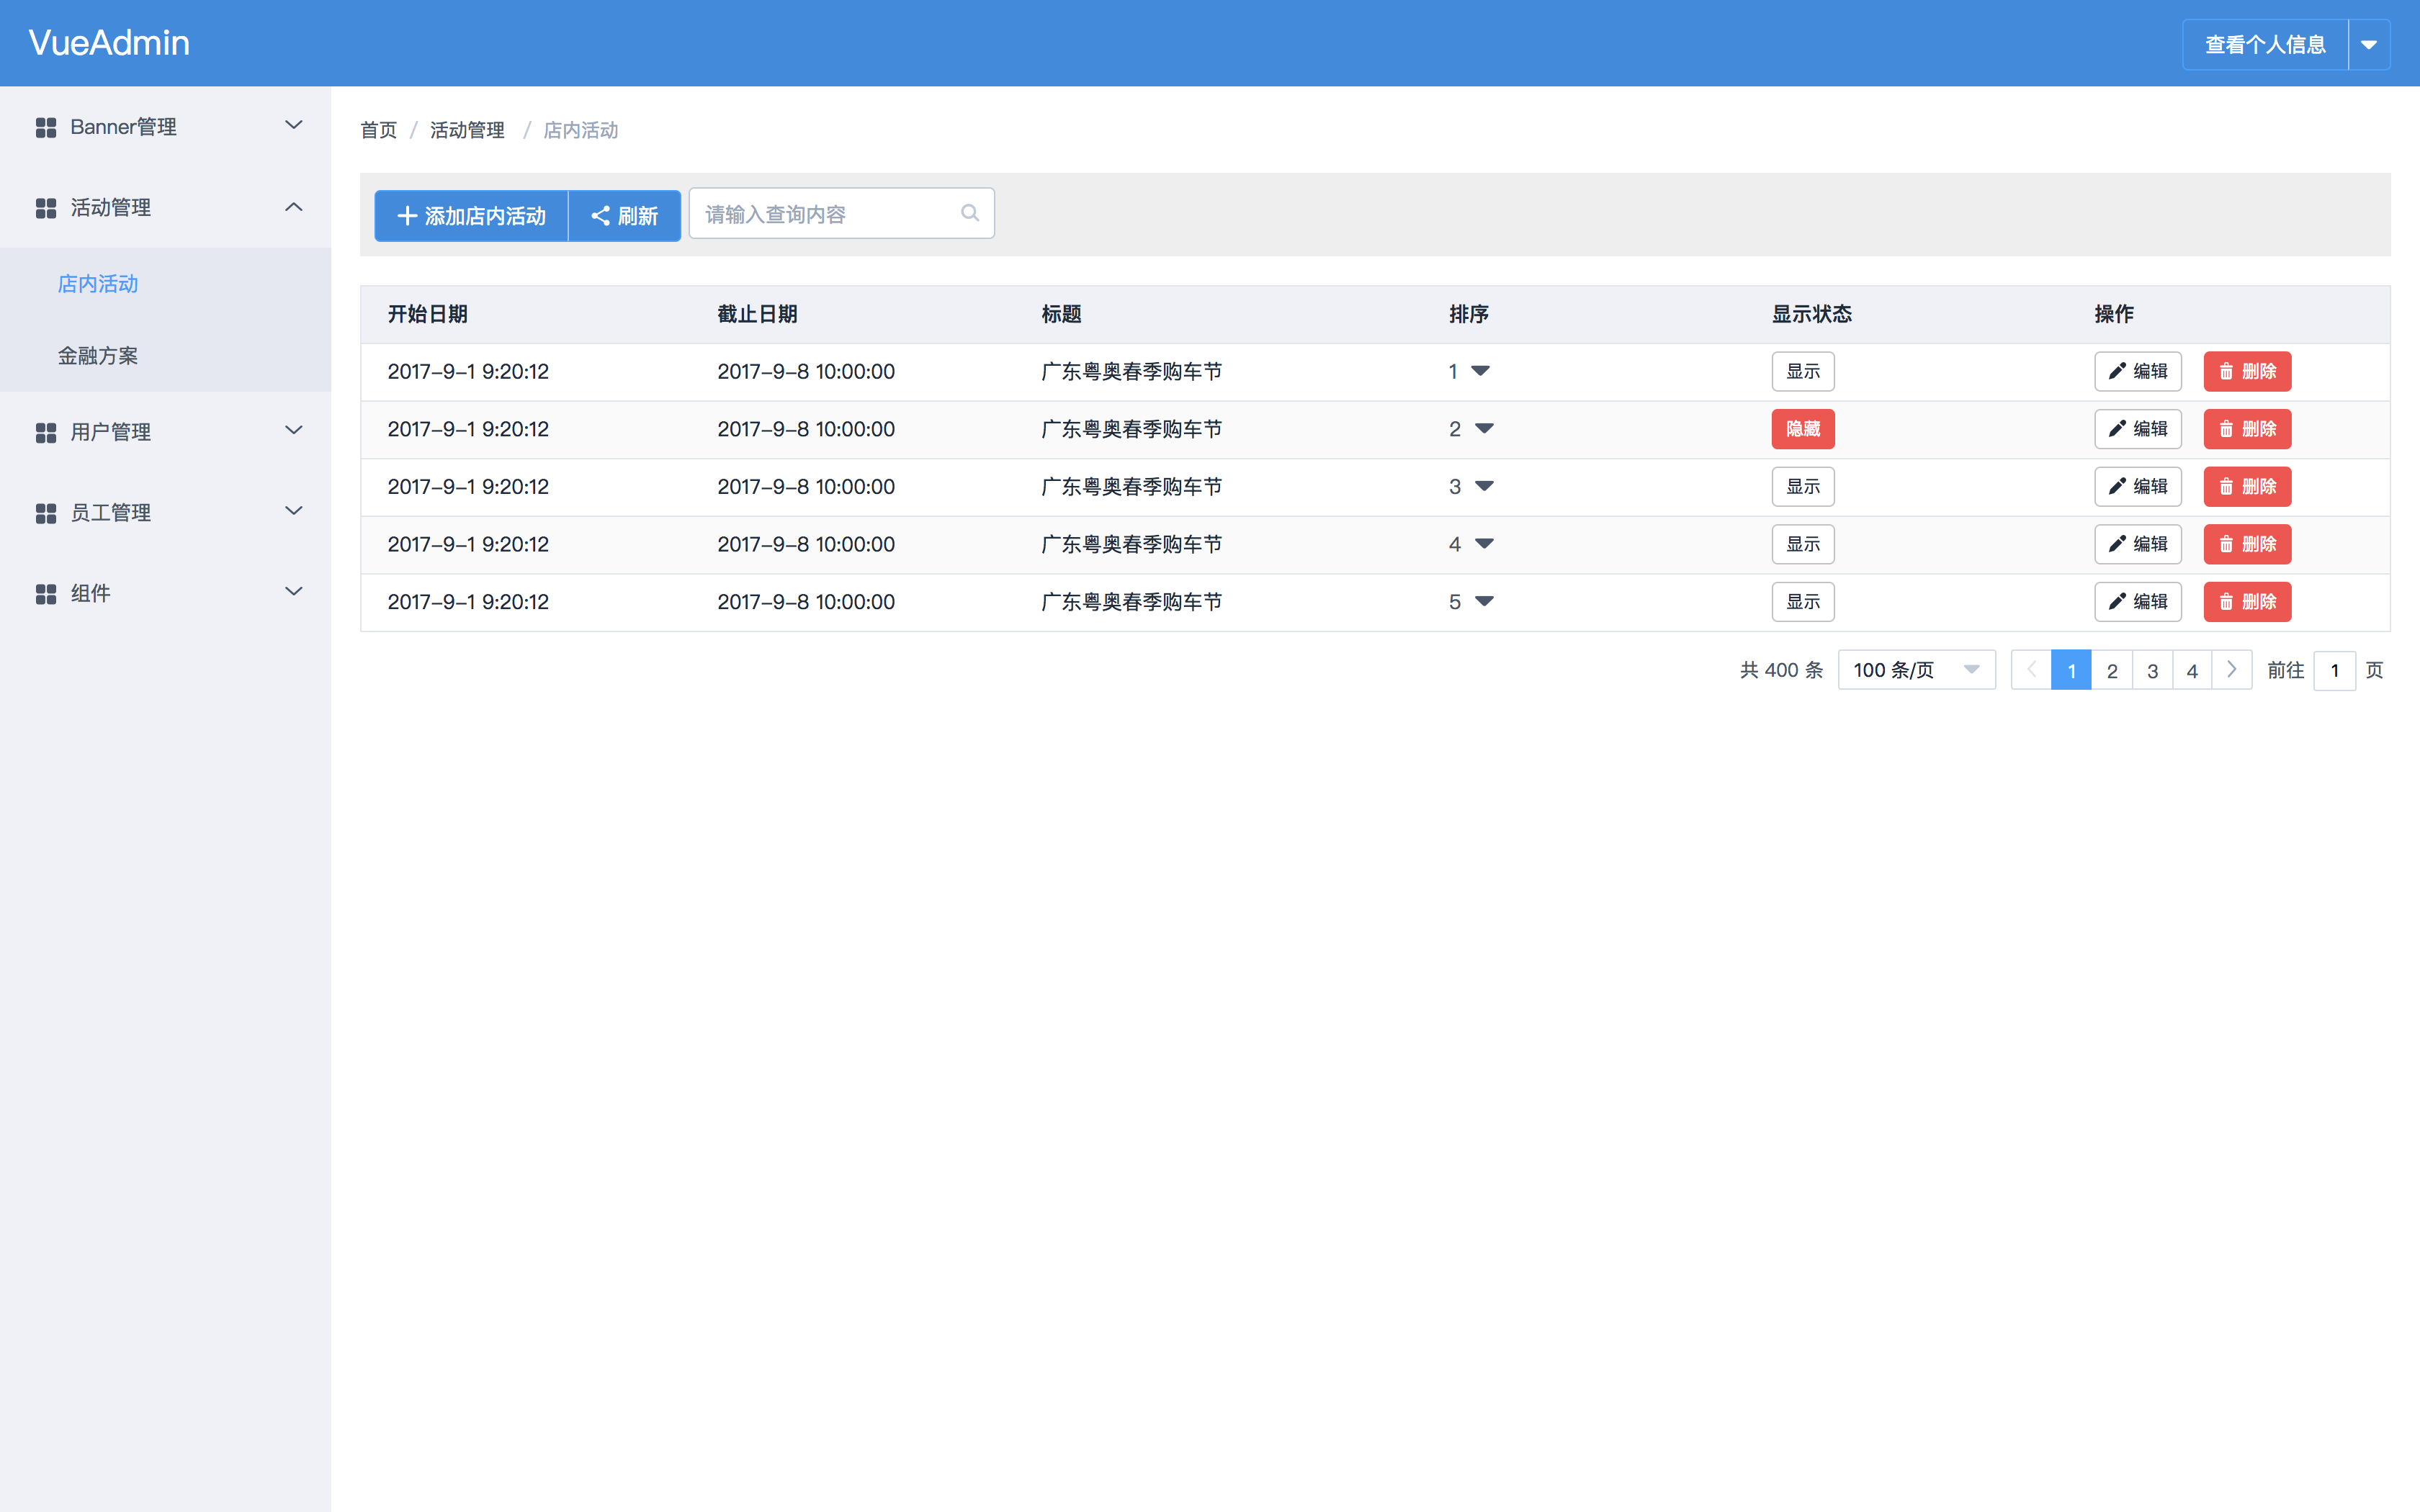 VueAdmin
查看个人信息
Banner管理
活动管理
店内活动
金融方案
用户管理
员工管理
组件
首页 / 活动管理 / 店内活动
添加店内活动 刷新 请输入查询内容
开始日期 截止日期 标题 排序 显示状态 操作
2017-9-1 9:20:12 2017-9-8 10:00:00 广东粤奥春季购车节 1 显示 编辑 删除
2017-9-1 9:20:12 2017-9-8 10:00:00 广东粤奥春季购车节 2 隐藏 编辑 删除
2017-9-1 9:20:12 2017-9-8 10:00:00 广东粤奥春季购车节 3 显示 编辑 删除
2017-9-1 9:20:12 2017-9-8 10:00:00 广东粤奥春季购车节 4 显示 编辑 删除
2017-9-1 9:20:12 2017-9-8 10:00:00 广东粤奥春季购车节 5 显示 编辑 删除
共 400 条 100 条/页 1 2 3 4 前往 1 页